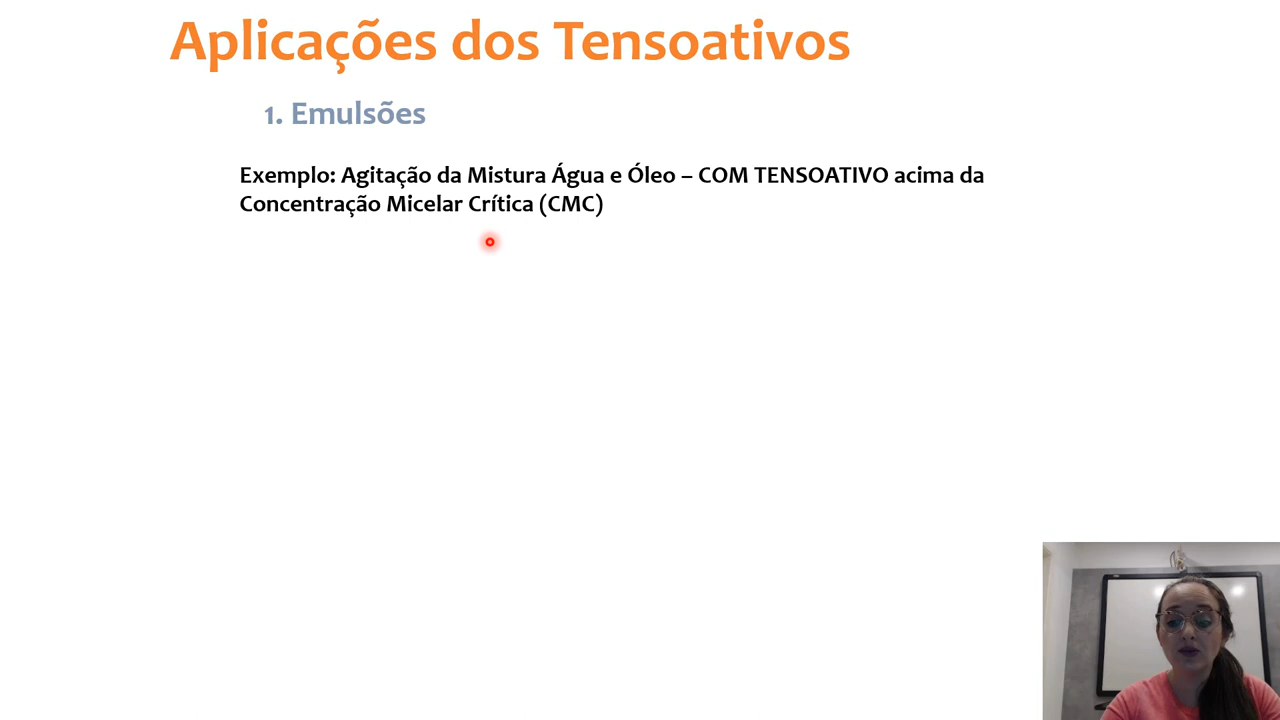 Aplicações dos Tensoativos
1. Emulsões
Exemplo: Agitação da Mistura Água e Óleo – COM TENSOATIVO acima da
Concentração Micelar Crítica (CMC)